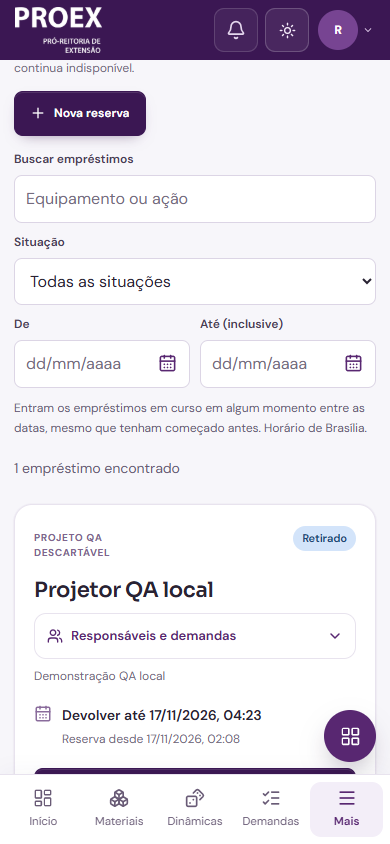 PROEX
PRÓ-REITORIA DE
EXTENSÃO
R
continua indisponível.
Nova reserva
Buscar empréstimos
Equipamento ou ação
Situação
Todas as situações
De
Até (inclusive)
dd/mm/aaaa
dd/mm/aaaa
Entram os empréstimos em curso em algum momento entre as
datas, mesmo que tenham começado antes. Horário de Brasília.
1 empréstimo encontrado
PROJETO QA
DESCARTÁVEL
Retirado
Projetor QA local
Responsáveis e demandas
Demonstração QA local
Devolver até 17/11/2026, 04:23
Reserva desde 17/11/2026, 02:08
Início
Materiais
Dinâmicas
Demandas
Mais